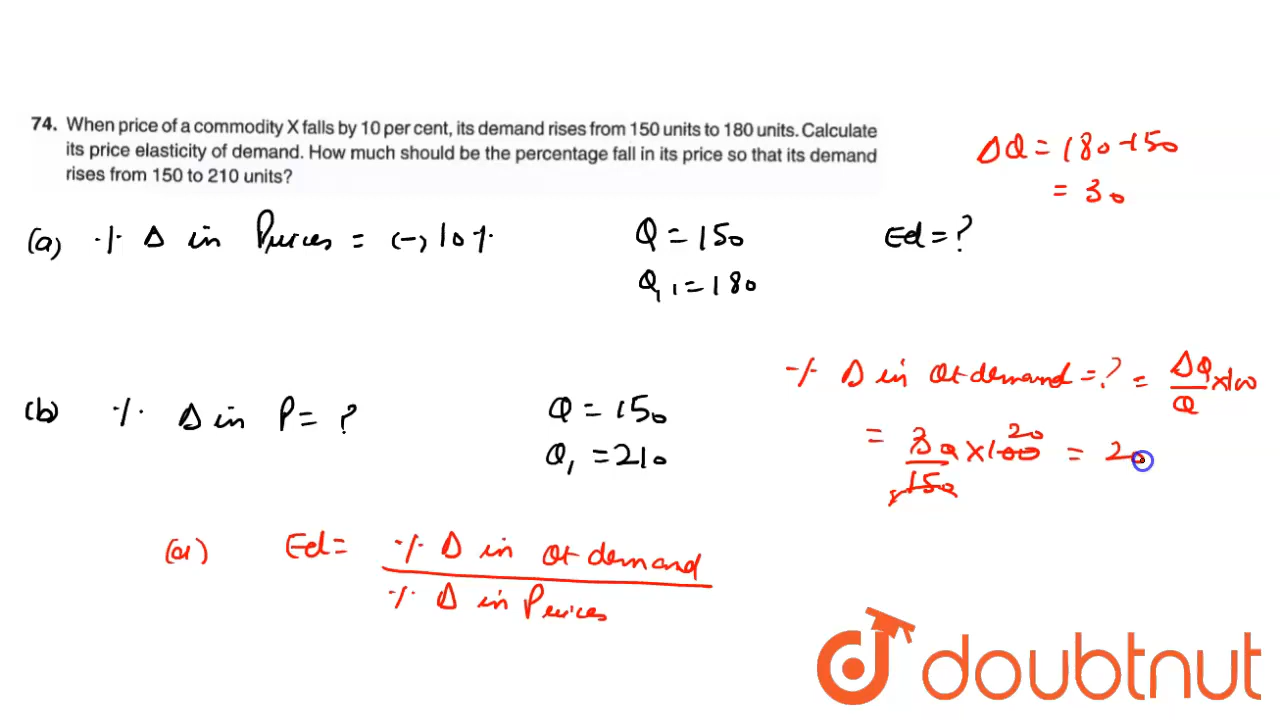 74. When price of a commodity X falls by 10 per cent, its demand rises from 150 units to 180 units. Calculate
its price elasticity of demand. How much should be the percentage fall in its price so that its demand
rises from 150 to 210 units?
ΔQ = 180-150
= 30
(a) % Δ in Prices = (-) 10% Q = 150 Ed = ?
Q1 = 180
% Δ in Qt demand = ? = ΔQ/Q ×100
(b) % Δ in P = ? Q = 150
Q1 = 210
= 30/150 ×100 20 = 20
(a) Ed = % Δ in Qt demand
% Δ in Prices
doubtnut